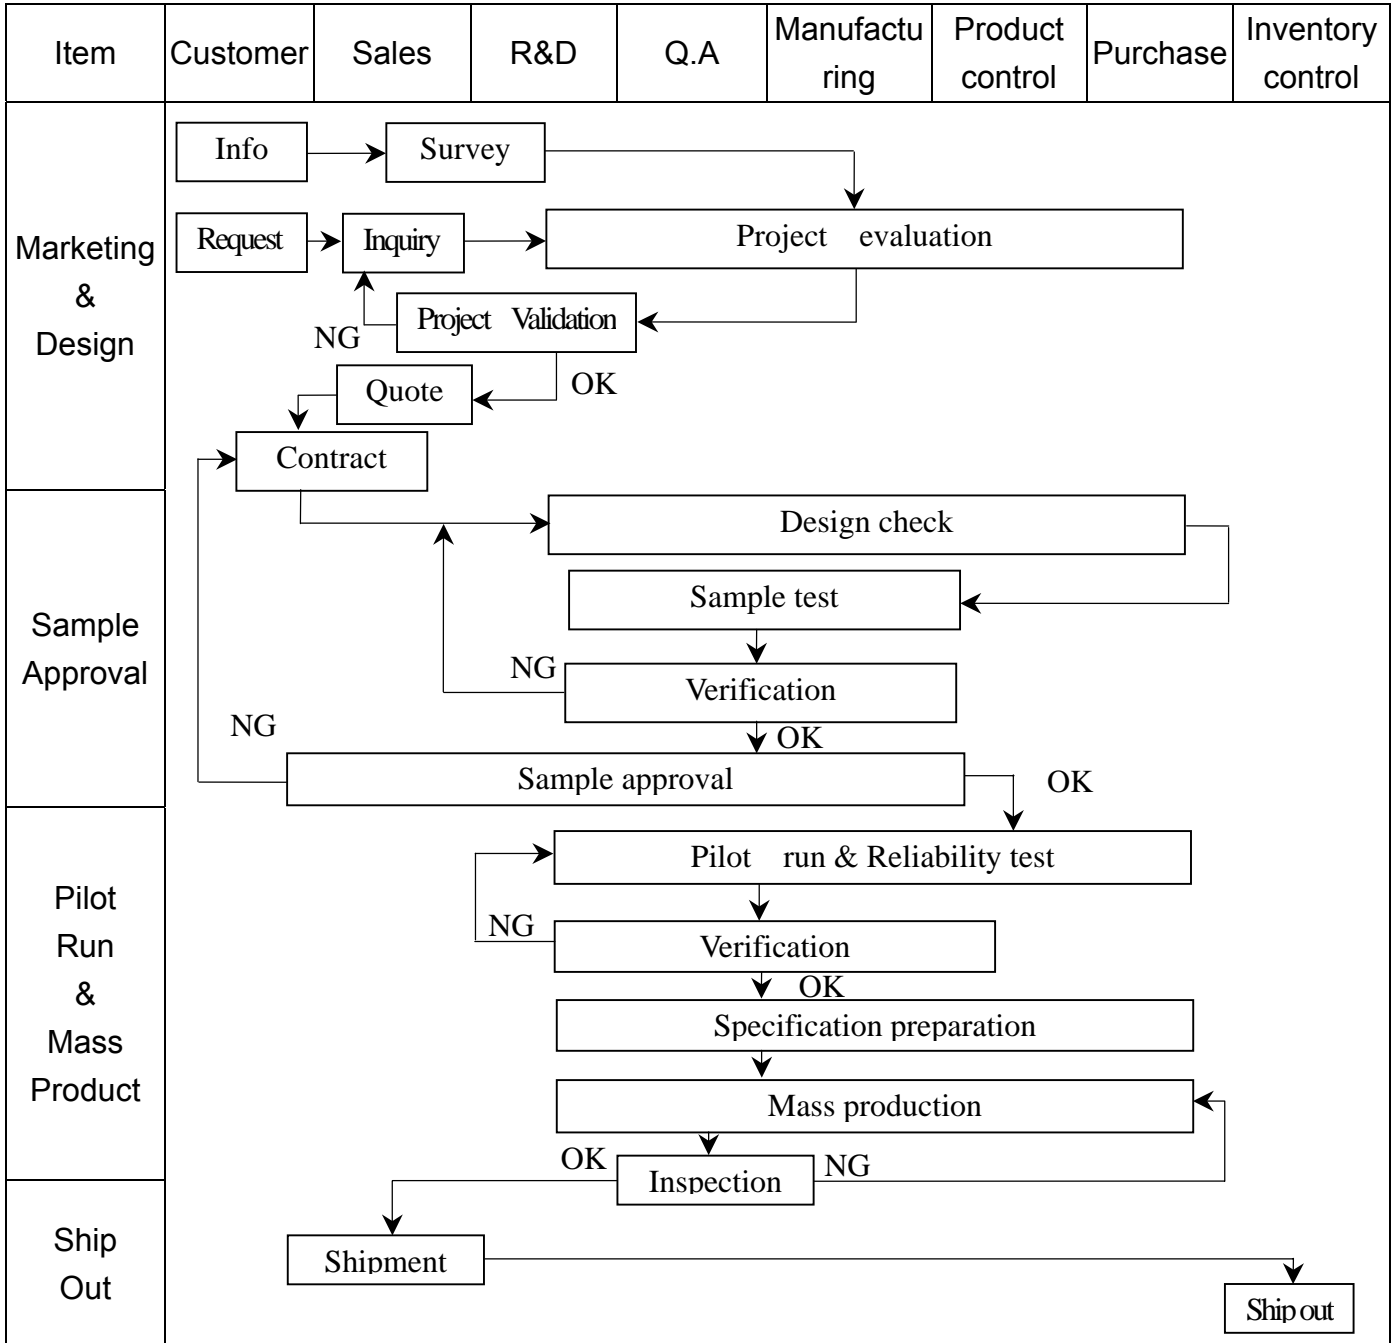 Item
Customer
Sales
R&D
Q.A
Manufactu
ring
Product
control
Purchase
Inventory
control
Marketing
&
Design
Info
Survey
Request
Inquiry
Project evaluation
NG
Project Validation
Quote
OK
Contract
Sample
Approval
Design check
Sample test
NG
Verification
NG
OK
Sample approval
OK
Pilot
Run
&
Mass
Product
Pilot run & Reliability test
NG
Verification
OK
Specification preparation
Mass production
OK
Inspection
NG
Ship
Out
Shipment
Ship out